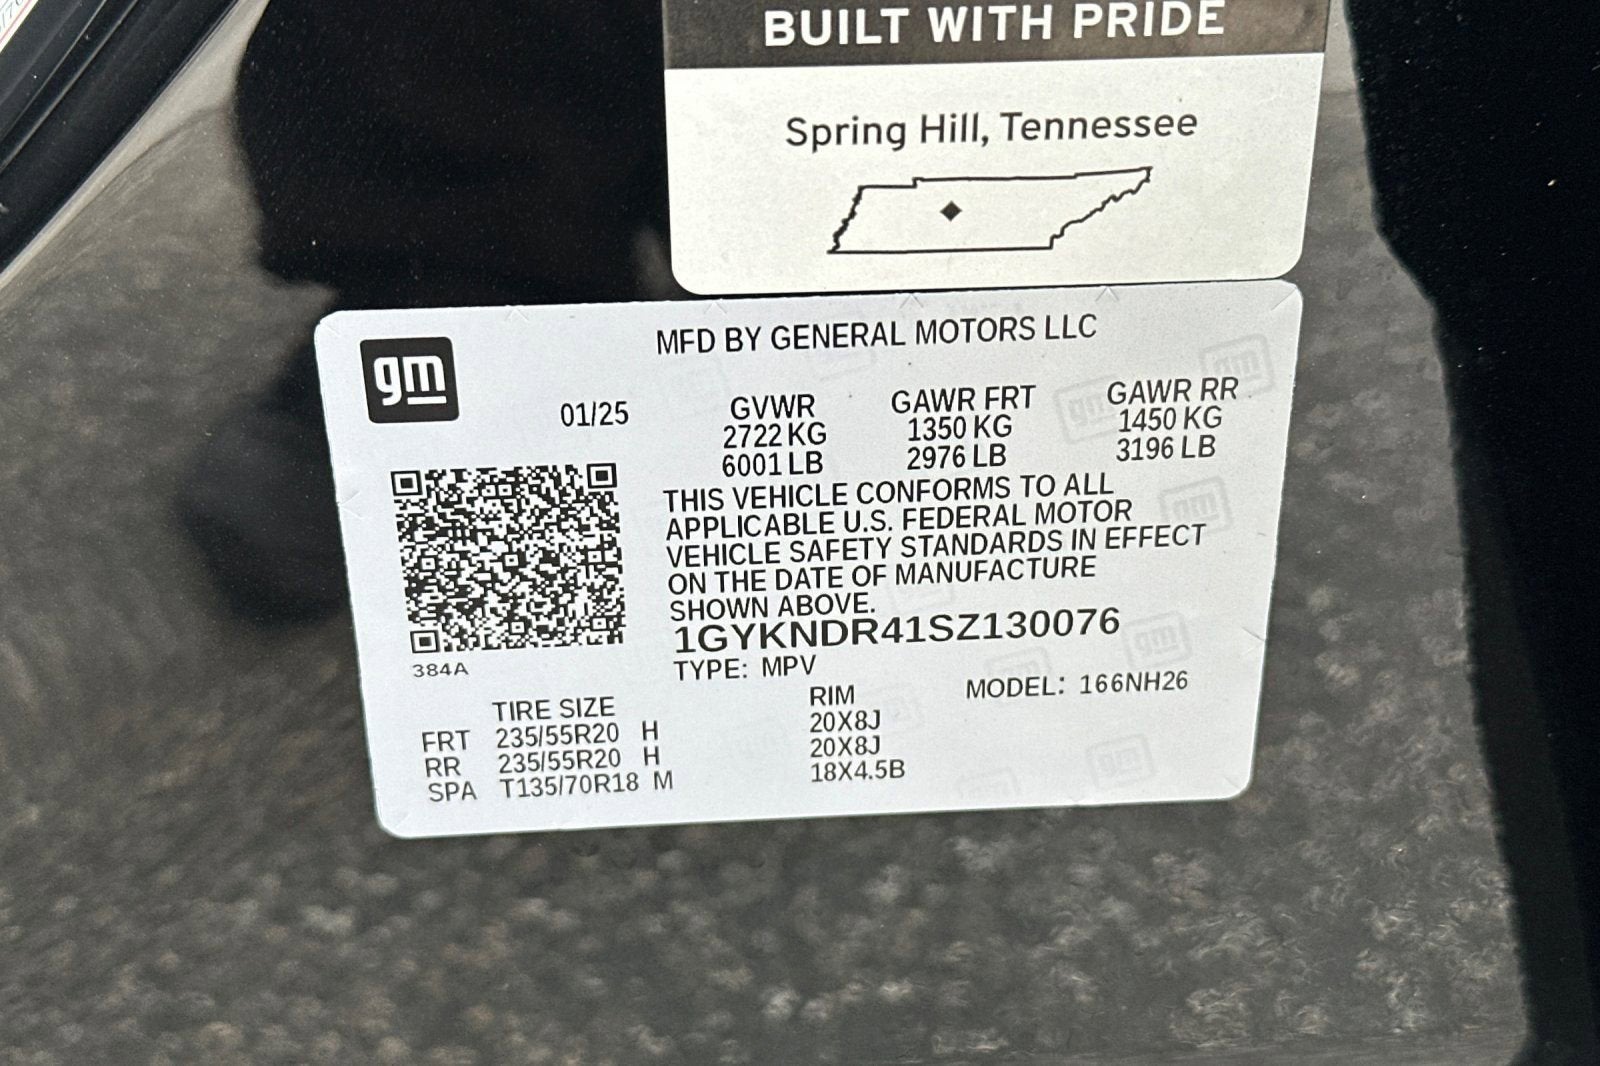 BUILT WITH PRIDE
Spring Hill, Tennessee
gm
MFD BY GENERAL MOTORS LLC
01/25 GVWR GAWR FRT GAWR RR
2722 KG 1350 KG 1450 KG
6001 LB 2976 LB 3196 LB
THIS VEHICLE CONFORMS TO ALL
APPLICABLE U.S. FEDERAL MOTOR
VEHICLE SAFETY STANDARDS IN EFFECT
ON THE DATE OF MANUFACTURE
SHOWN ABOVE.
1GYKNDR41SZ130076
384A
TYPE: MPV
MODEL: 166NH26
TIRE SIZE RIM
FRT 235/55R20 H 20X8J
RR 235/55R20 H 20X8J
SPA T135/70R18 M 18X4.5B